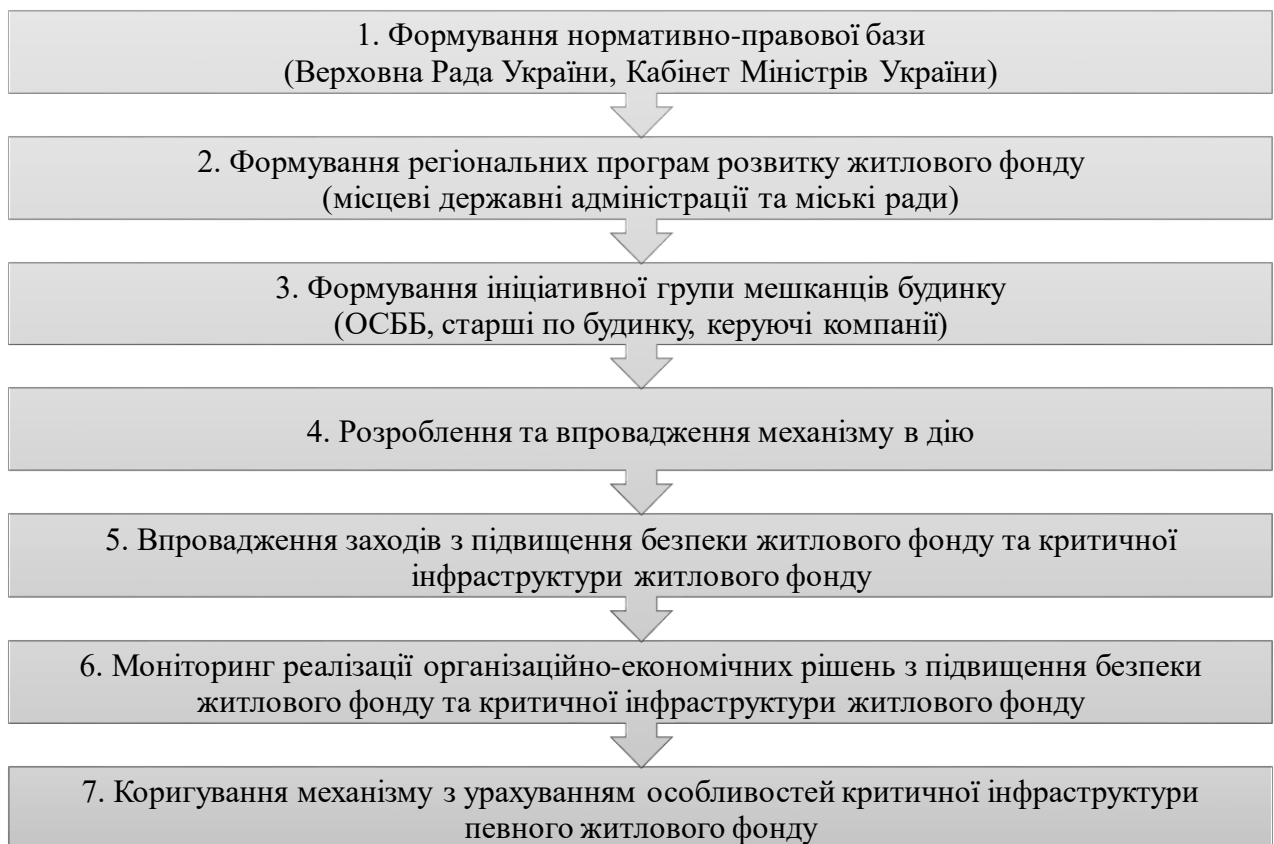 1. Формування нормативно-правової бази
(Верховна Рада України, Кабінет Міністрів України)
2. Формування регіональних програм розвитку житлового фонду
(місцеві державні адміністрації та міські ради)
3. Формування ініціативної групи мешканців будинку
(ОСББ, старші по будинку, керуючі компанії)
4. Розроблення та впровадження механізму в дію
5. Впровадження заходів з підвищення безпеки житлового фонду та критичної
інфраструктури житлового фонду
6. Моніторинг реалізації організаційно-економічних рішень з підвищення безпеки
житлового фонду та критичної інфраструктури житлового фонду
7. Коригування механізму з урахуванням особливостей критичної інфраструктури
певного житлового фонду